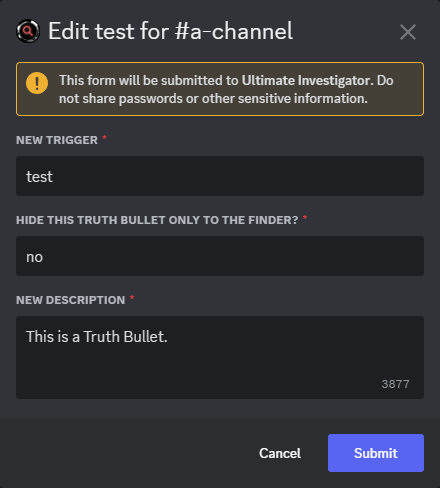 Edit test for #a-channel
This form will be submitted to Ultimate Investigator. Do
not share passwords or other sensitive information.
NEW TRIGGER *
test
HIDE THIS TRUTH BULLET ONLY TO THE FINDER? *
no
NEW DESCRIPTION *
This is a Truth Bullet.
3877
Cancel
Submit